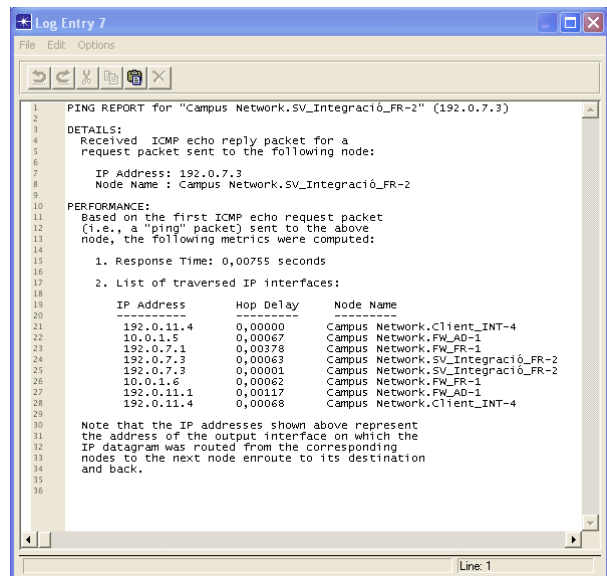 Log Entry 7
File Edit Options
1 PING REPORT for "Campus Network.SV_Integració_FR-2" (192.0.7.3)
2
3 DETAILS:
4 Received ICMP echo reply packet for a
5 request packet sent to the following node:
6
7 IP Address: 192.0.7.3
8 Node Name : Campus Network.SV_Integració_FR-2
9
10 PERFORMANCE:
11 Based on the first ICMP echo request packet
12 (i.e., a "ping" packet) sent to the above
13 node, the following metrics were computed:
14
15 1. Response Time: 0,00755 seconds
16
17 2. List of traversed IP interfaces:
18
19 IP Address Hop Delay Node Name
20 ---------- --------- ---------
21 192.0.11.4 0,00000 Campus Network.Client_INT-4
22 10.0.1.5 0,00067 Campus Network.FW_AD-1
23 192.0.7.1 0,00378 Campus Network.FW_FR-1
24 192.0.7.3 0,00063 Campus Network.SV_Integració_FR-2
25 192.0.7.3 0,00001 Campus Network.SV_Integració_FR-2
26 10.0.1.6 0,00062 Campus Network.FW_FR-1
27 192.0.11.1 0,00117 Campus Network.FW_AD-1
28 192.0.11.4 0,00068 Campus Network.Client_INT-4
29
30 Note that the IP addresses shown above represent
31 the address of the output interface on which the
32 IP datagram was routed from the corresponding
33 nodes to the next node enroute to its destination
34 and back.
35
36
Line: 1